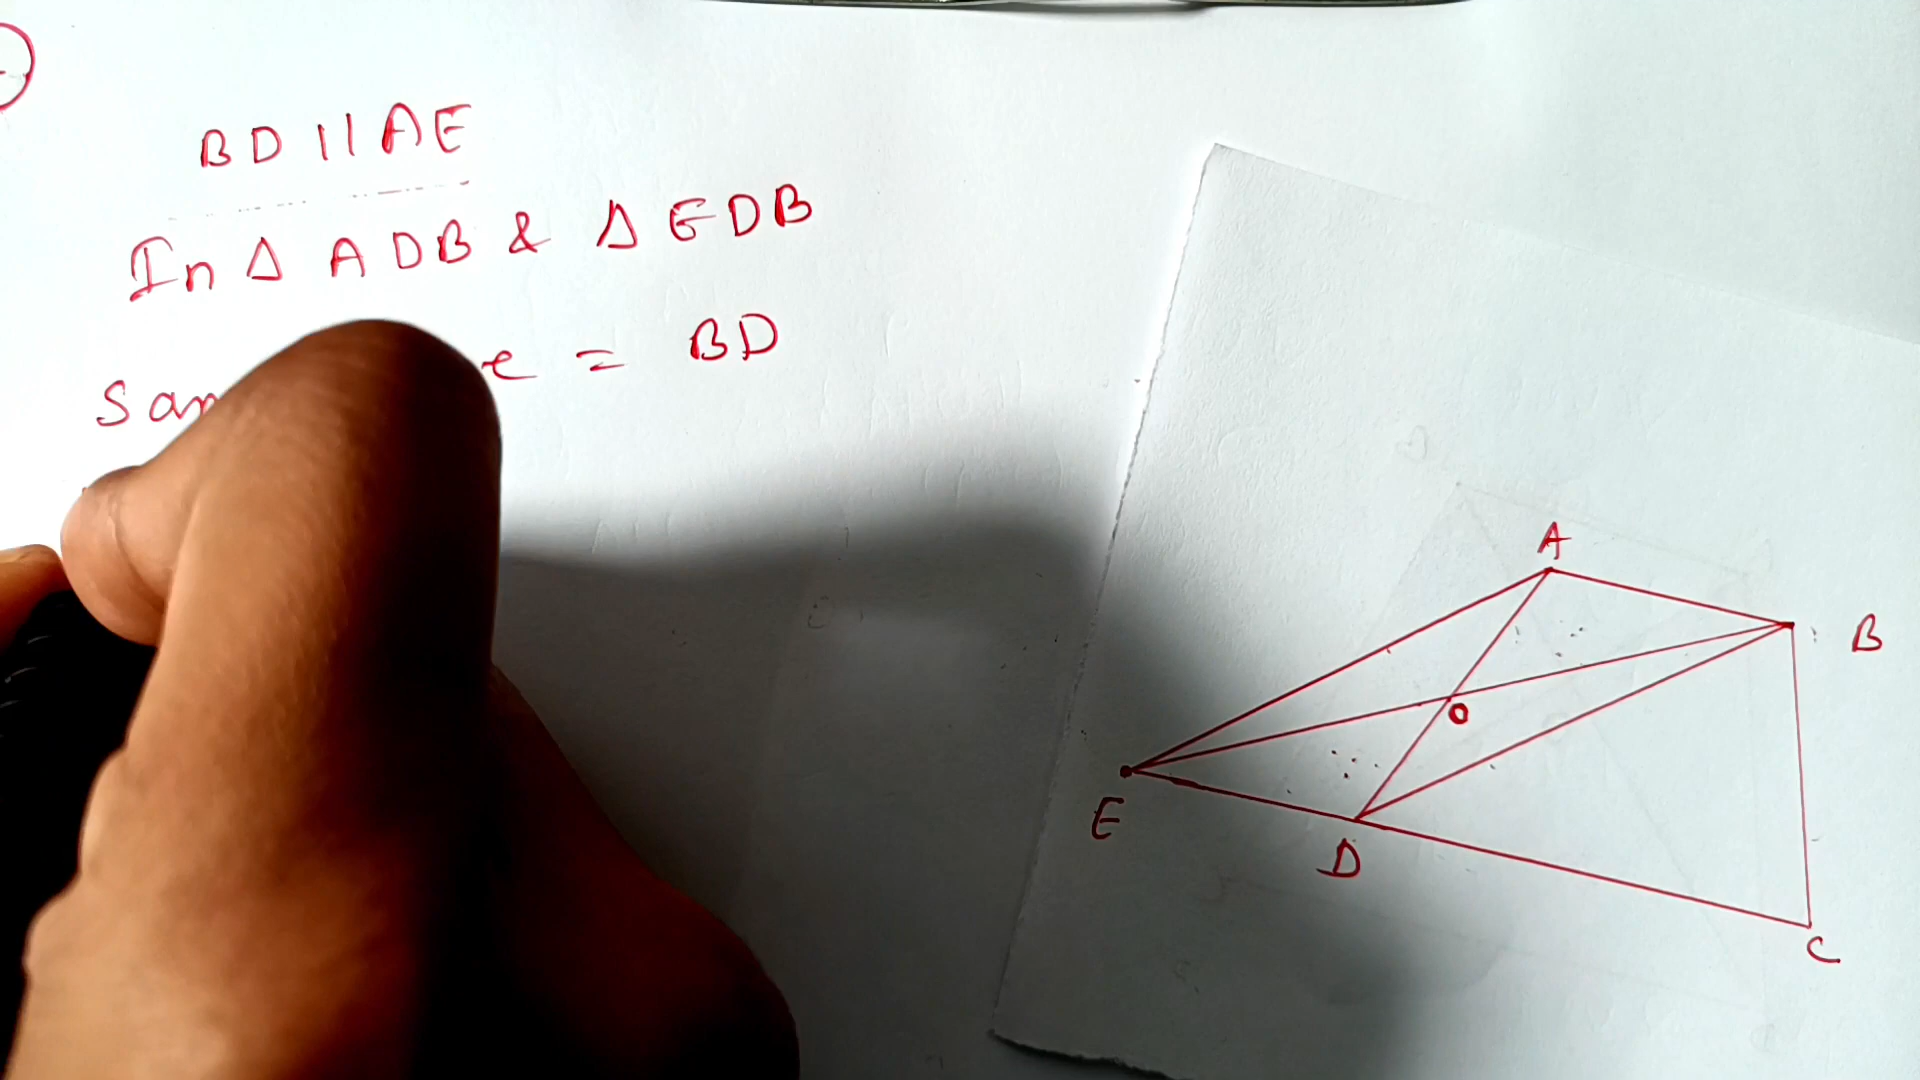 BD || AE
In Δ ADB & Δ EDB
= BD
A
B
O
E
D
C